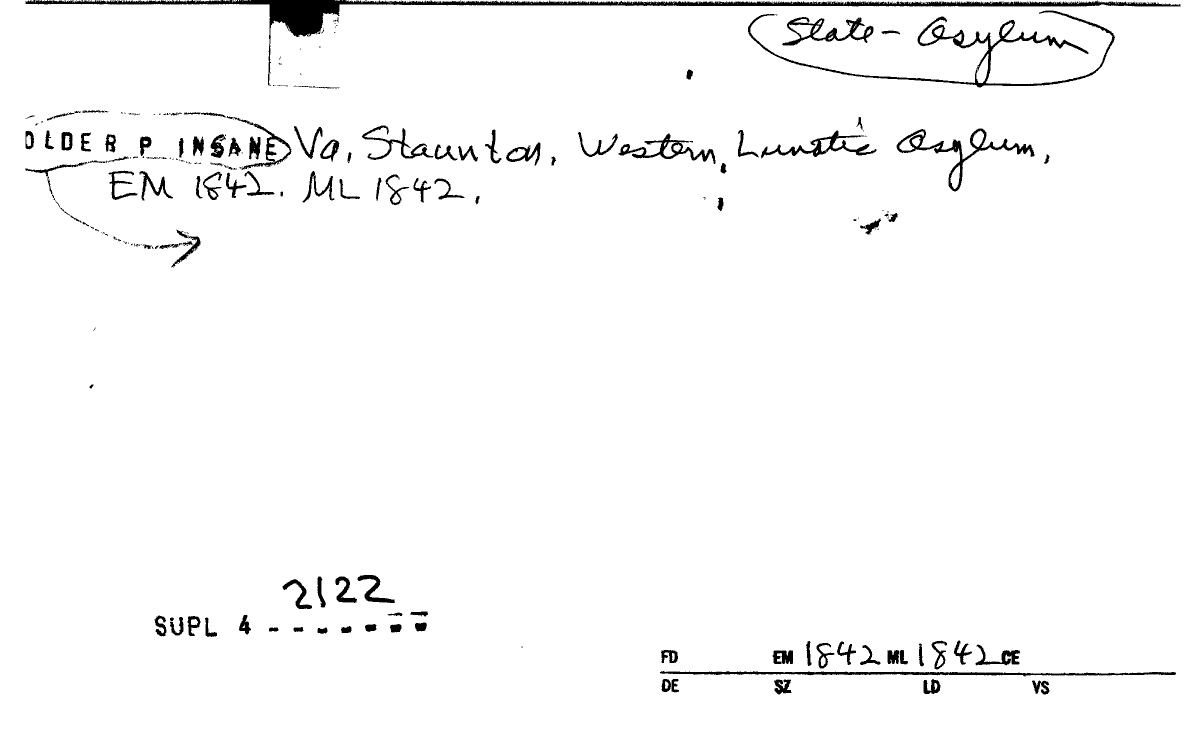 State- Asylum
OLDER P INSANE Va, Staunton, Western, Lunatic Asylum,
EM 1842. ML 1842.
2122
SUPL 4 -------
FD EM 1842 ML 1842 CE
DE SZ LD VS